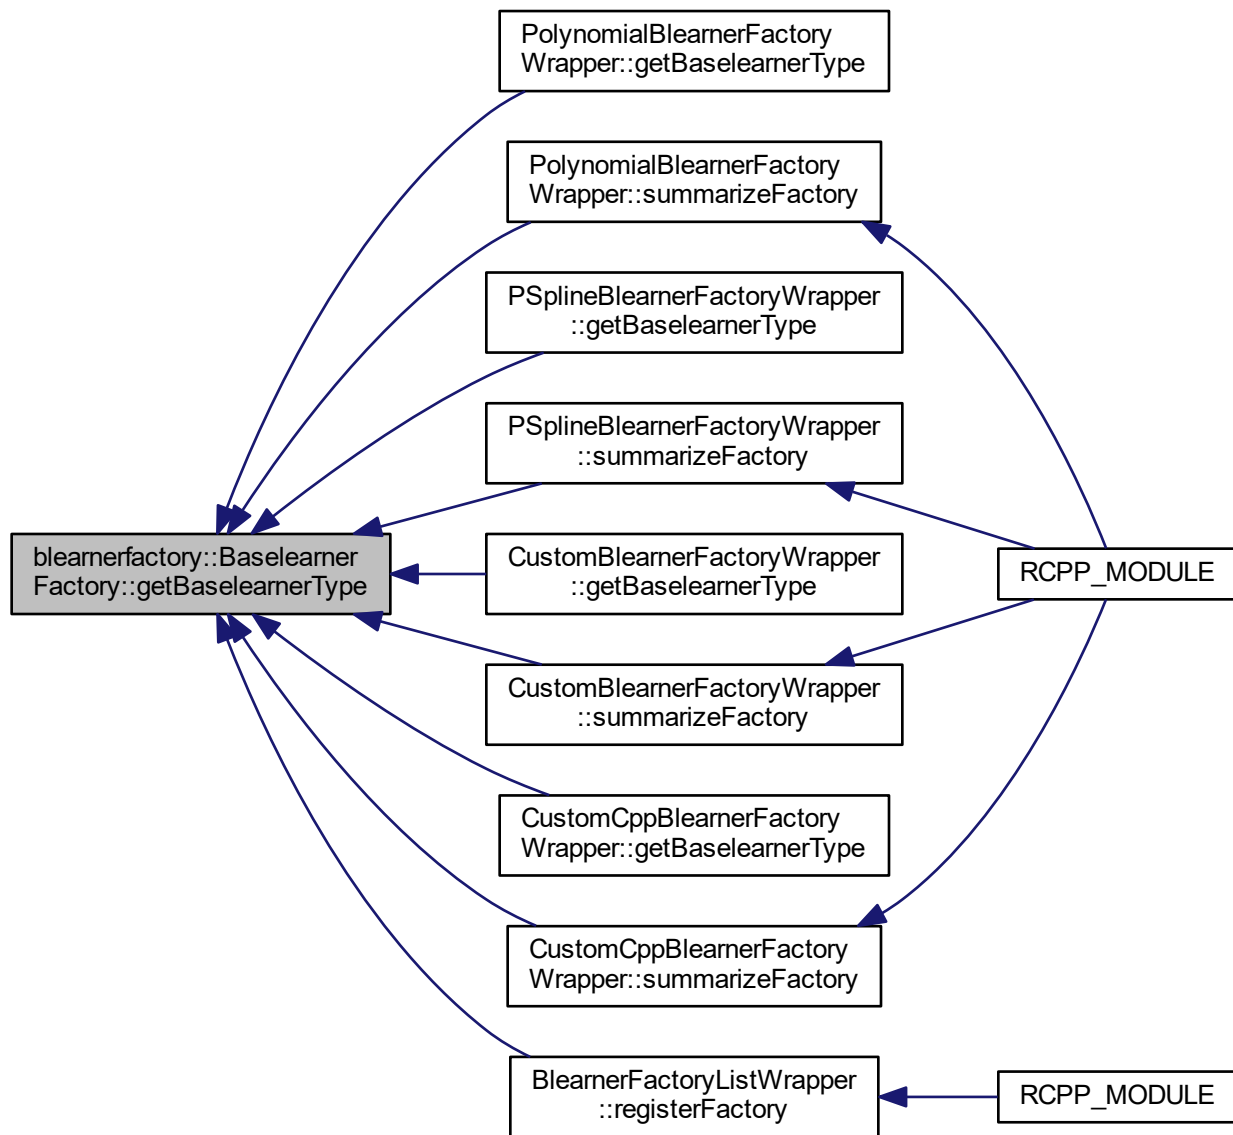 PolynomialBlearnerFactory
Wrapper::getBaselearnerType
PolynomialBlearnerFactory
Wrapper::summarizeFactory
PSplineBlearnerFactoryWrapper
::getBaselearnerType
PSplineBlearnerFactoryWrapper
::summarizeFactory
blearnerfactory::Baselearner
Factory::getBaselearnerType
CustomBlearnerFactoryWrapper
::getBaselearnerType
RCPP_MODULE
CustomBlearnerFactoryWrapper
::summarizeFactory
CustomCppBlearnerFactory
Wrapper::getBaselearnerType
CustomCppBlearnerFactory
Wrapper::summarizeFactory
BlearnerFactoryListWrapper
::registerFactory
RCPP_MODULE